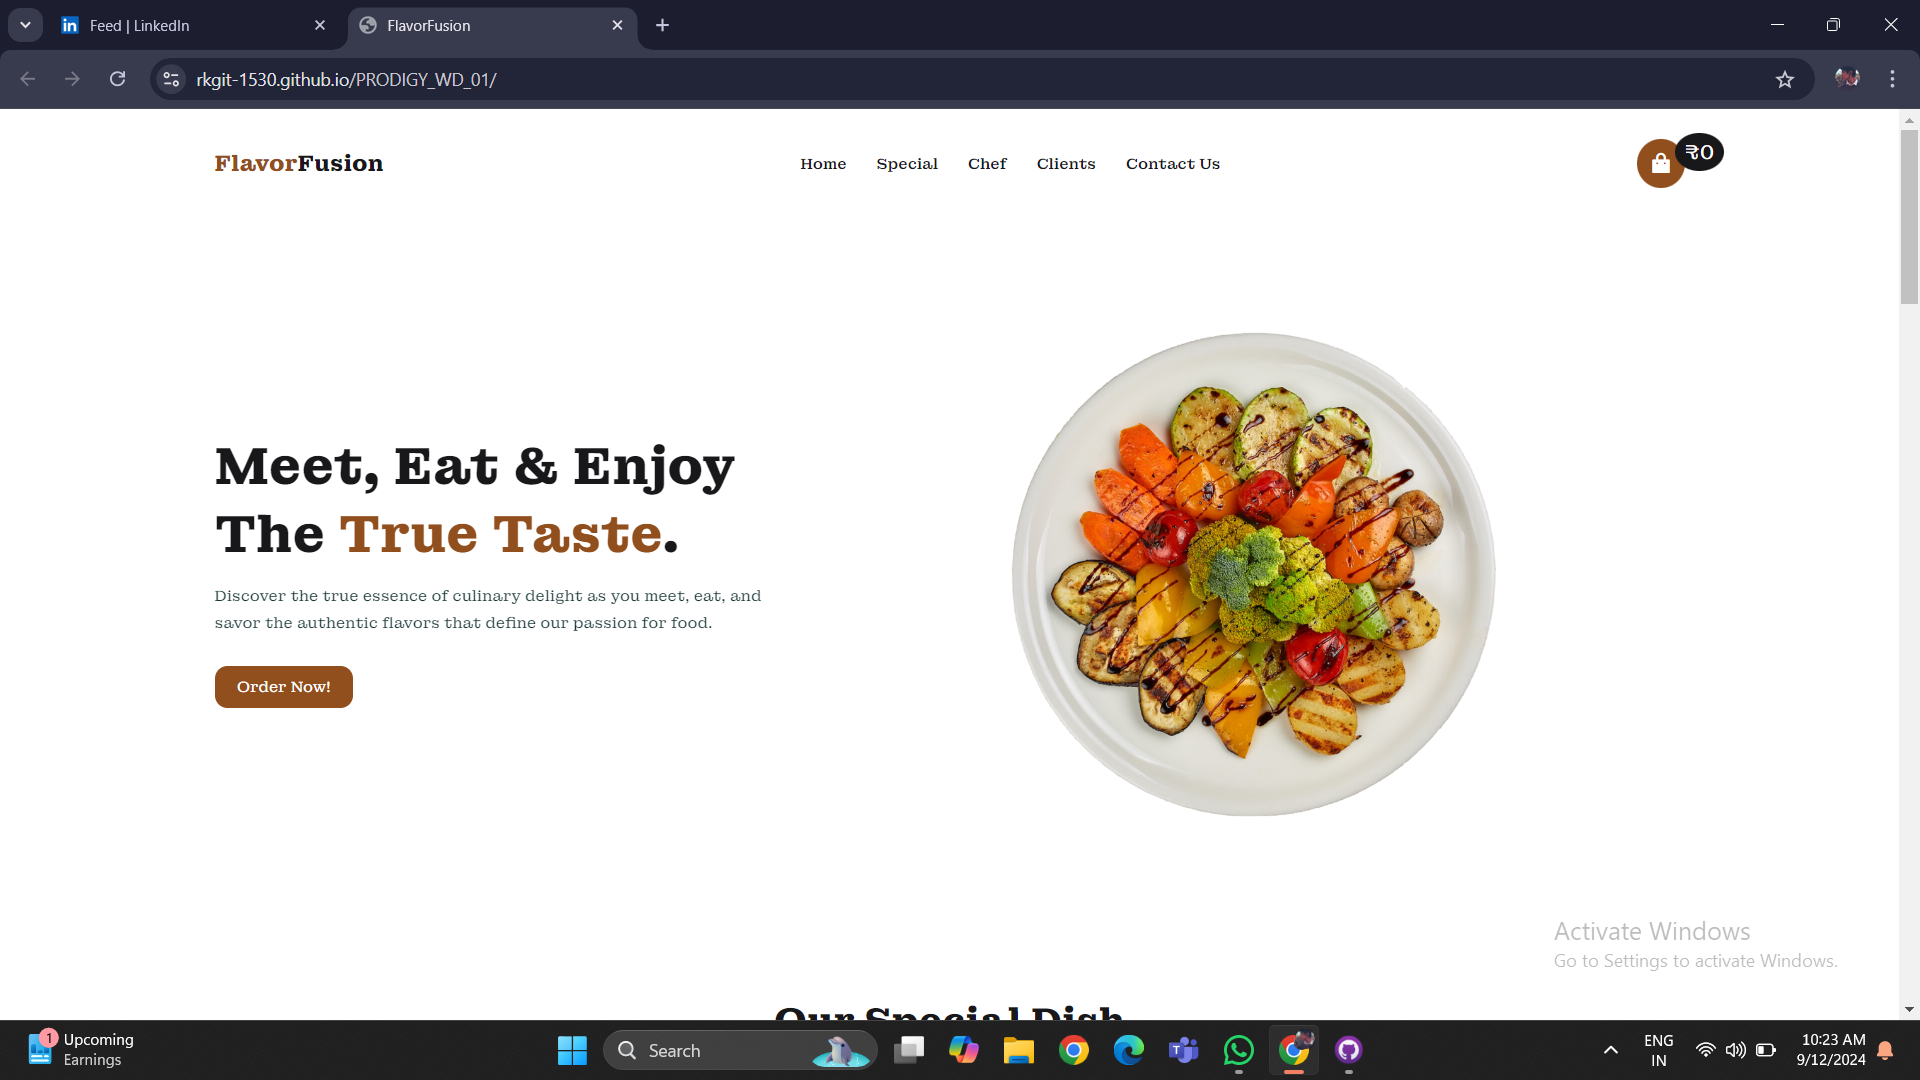 Feed | LinkedIn
FlavorFusion
rkgit-1530.github.io/PRODIGY_WD_01/
FlavorFusion
Home
Special
Chef
Clients
Contact Us
₹0
Meet, Eat & Enjoy
The True Taste.
Discover the true essence of culinary delight as you meet, eat, and
savor the authentic flavors that define our passion for food.
Order Now!
Activate Windows
Go to Settings to activate Windows.
Our Special Dish
1
Upcoming
Earnings
Search
ENG
IN
10:23 AM
9/12/2024